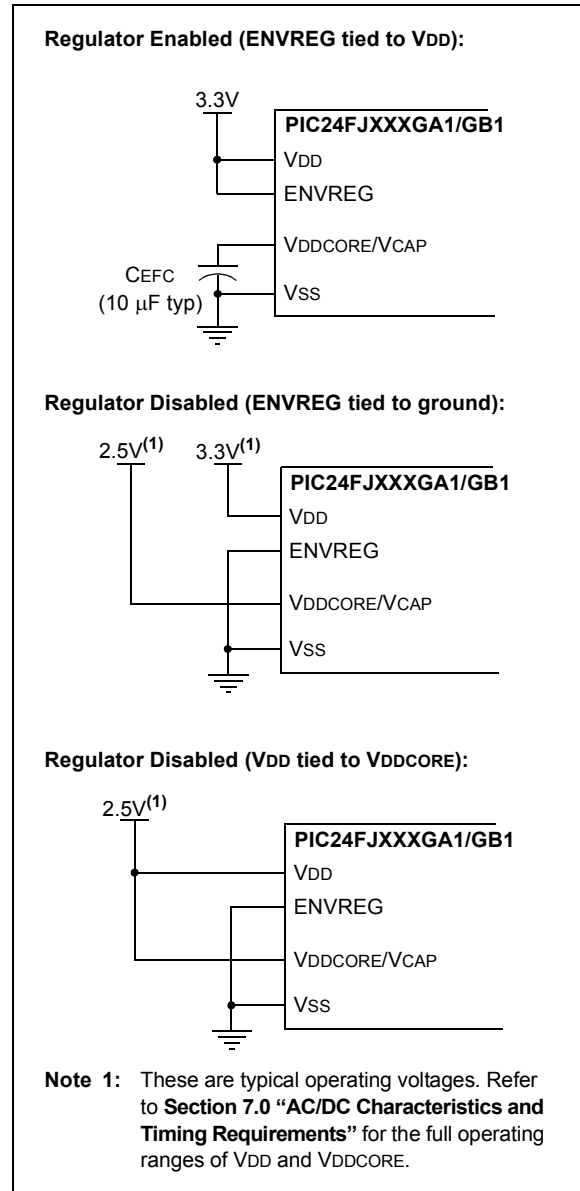 Regulator Enabled (ENVREG tied to VDD):
3.3V
PIC24FJXXXGA1/GB1
VDD
ENVREG
VDDCORE/VCAP
CEFC
(10 μF typ)
VSS
Regulator Disabled (ENVREG tied to ground):
2.5V(1) 3.3V(1)
PIC24FJXXXGA1/GB1
VDD
ENVREG
VDDCORE/VCAP
VSS
Regulator Disabled (VDD tied to VDDCORE):
2.5V(1)
PIC24FJXXXGA1/GB1
VDD
ENVREG
VDDCORE/VCAP
VSS
Note 1: These are typical operating voltages. Refer
to Section 7.0 “AC/DC Characteristics and
Timing Requirements” for the full operating
ranges of VDD and VDDCORE.